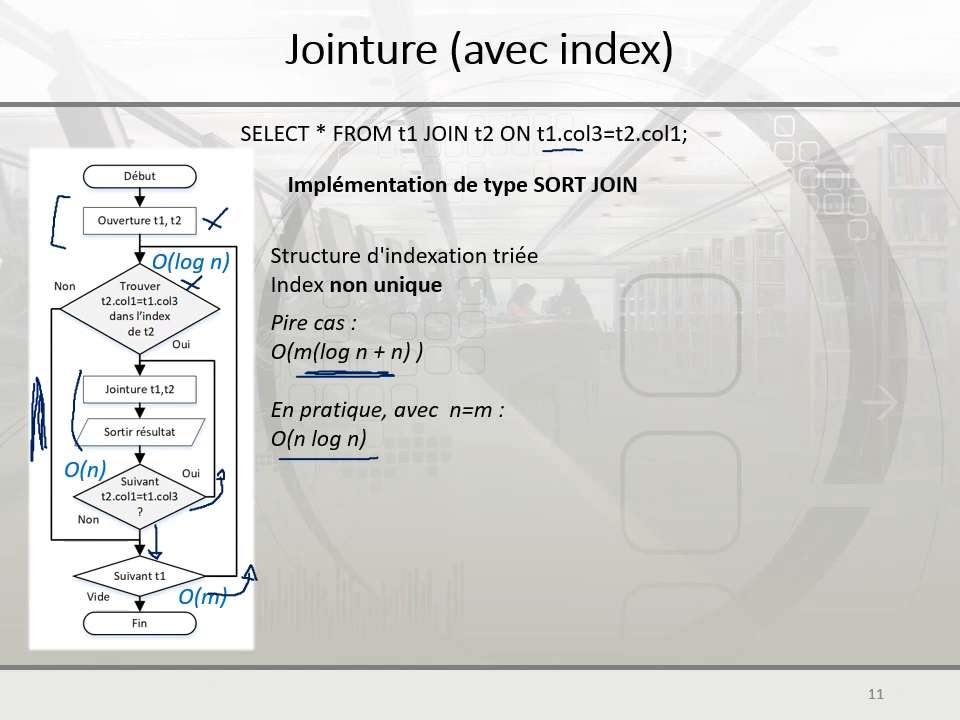 Jointure (avec index)
SELECT * FROM t1 JOIN t2 ON t1.col3=t2.col1;
Implémentation de type SORT JOIN
Début
Ouverture t1, t2
O(log n)
Non
Trouver
t2.col1=t1.col3
dans l'index
de t2
Oui
Jointure t1,t2
Sortir résultat
O(n)
Suivant
t2.col1=t1.col3
?
Oui
Non
Suivant t1
Vide
O(m)
Fin
Structure d'indexation triée
Index non unique
Pire cas :
O(m(log n + n) )
En pratique, avec n=m :
O(n log n)
11